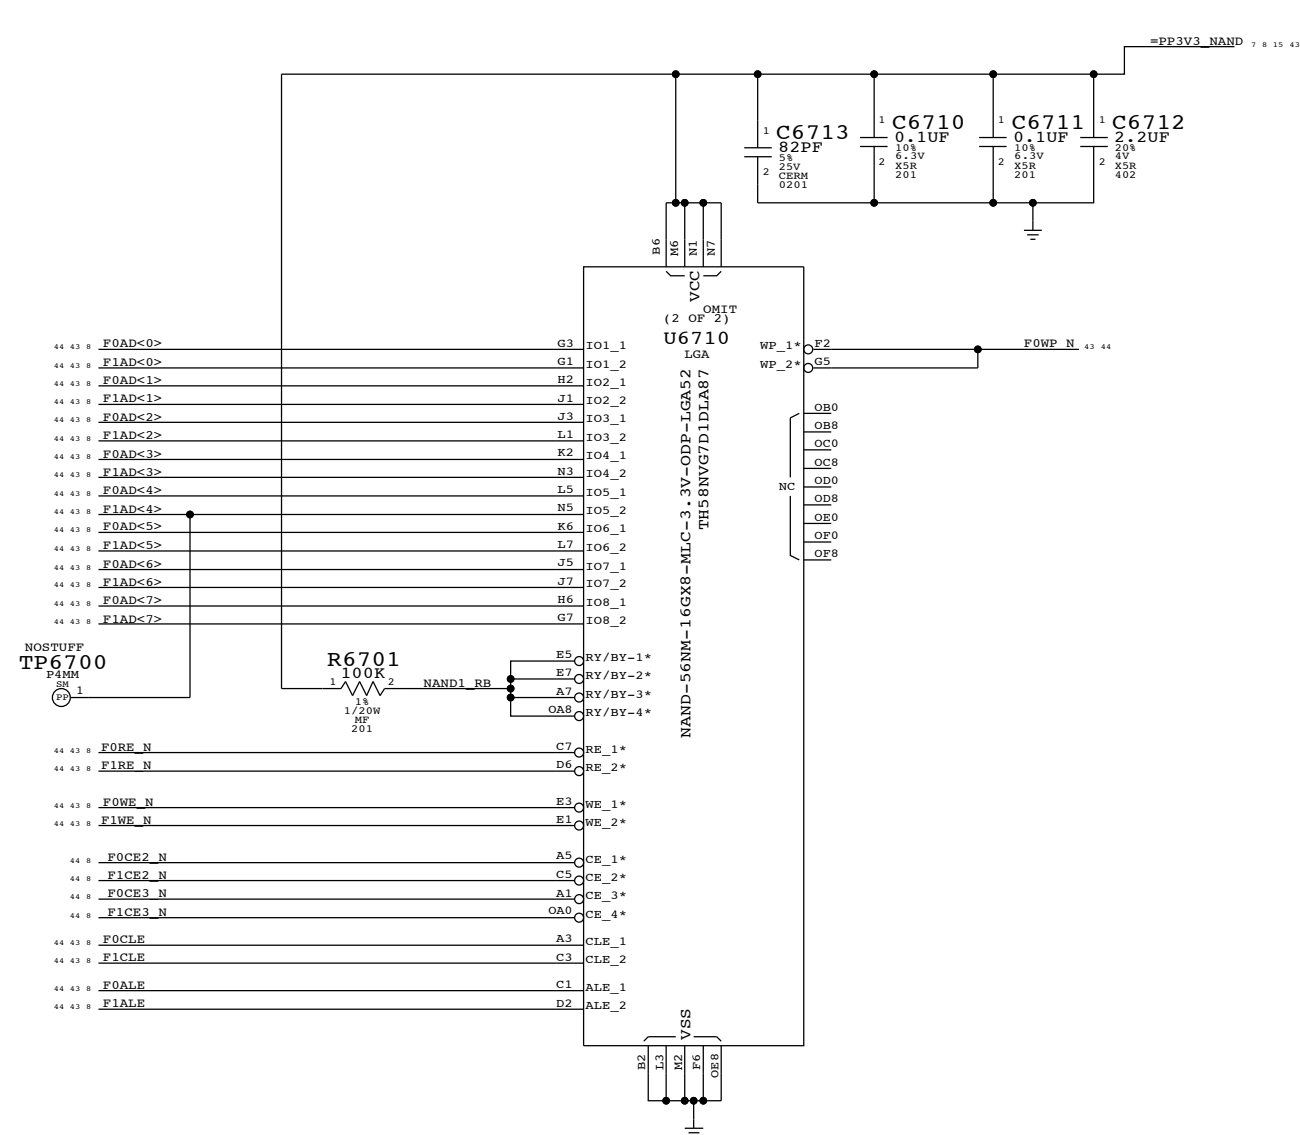 =PP3V3_NAND 7 8 15 43
1 C6713
82PF
5%
25V
CERM
0201
2
1 C6710
0.1UF
10%
6.3V
X5R
201
2
1 C6711
0.1UF
10%
6.3V
X5R
201
2
1 C6712
2.2UF
20%
4V
X5R
402
2
B6 M6 N1 N7
VCC
OMIT
(2 OF 2)
U6710
LGA
NAND-56NM-16GX8-MLC-3.3V-ODP-LGA52
TH58NVG7D1DLA87
44 43 8 F0AD<0> G3 IO1_1
44 43 8 F1AD<0> G1 IO1_2
44 43 8 F0AD<1> H2 IO2_1
44 43 8 F1AD<1> J1 IO2_2
44 43 8 F0AD<2> J3 IO3_1
44 43 8 F1AD<2> L1 IO3_2
44 43 8 F0AD<3> K2 IO4_1
44 43 8 F1AD<3> N3 IO4_2
44 43 8 F0AD<4> L5 IO5_1
44 43 8 F1AD<4> N5 IO5_2
44 43 8 F0AD<5> K6 IO6_1
44 43 8 F1AD<5> L7 IO6_2
44 43 8 F0AD<6> J5 IO7_1
44 43 8 F1AD<6> J7 IO7_2
44 43 8 F0AD<7> H6 IO8_1
44 43 8 F1AD<7> G7 IO8_2
WP_1* F2 F0WP_N 43 44
WP_2* G5
NC
OB0
OB8
OC0
OC8
OD0
OD8
OE0
OF0
OF8
NOSTUFF
TP6700
P4MM
SM
PP 1
R6701
100K
1 2
1%
1/20W
MF
201
NAND1_RB
E5 RY/BY-1*
E7 RY/BY-2*
A7 RY/BY-3*
OA8 RY/BY-4*
44 43 8 F0RE_N C7 RE_1*
44 43 8 F1RE_N D6 RE_2*
44 43 8 F0WE_N E3 WE_1*
44 43 8 F1WE_N E1 WE_2*
44 8 F0CE2_N A5 CE_1*
44 8 F1CE2_N C5 CE_2*
44 8 F0CE3_N A1 CE_3*
44 8 F1CE3_N OA0 CE_4*
44 43 8 F0CLE A3 CLE_1
44 43 8 F1CLE C3 CLE_2
44 43 8 F0ALE C1 ALE_1
44 43 8 F1ALE D2 ALE_2
VSS
B2 L3 M2 F6 OE8